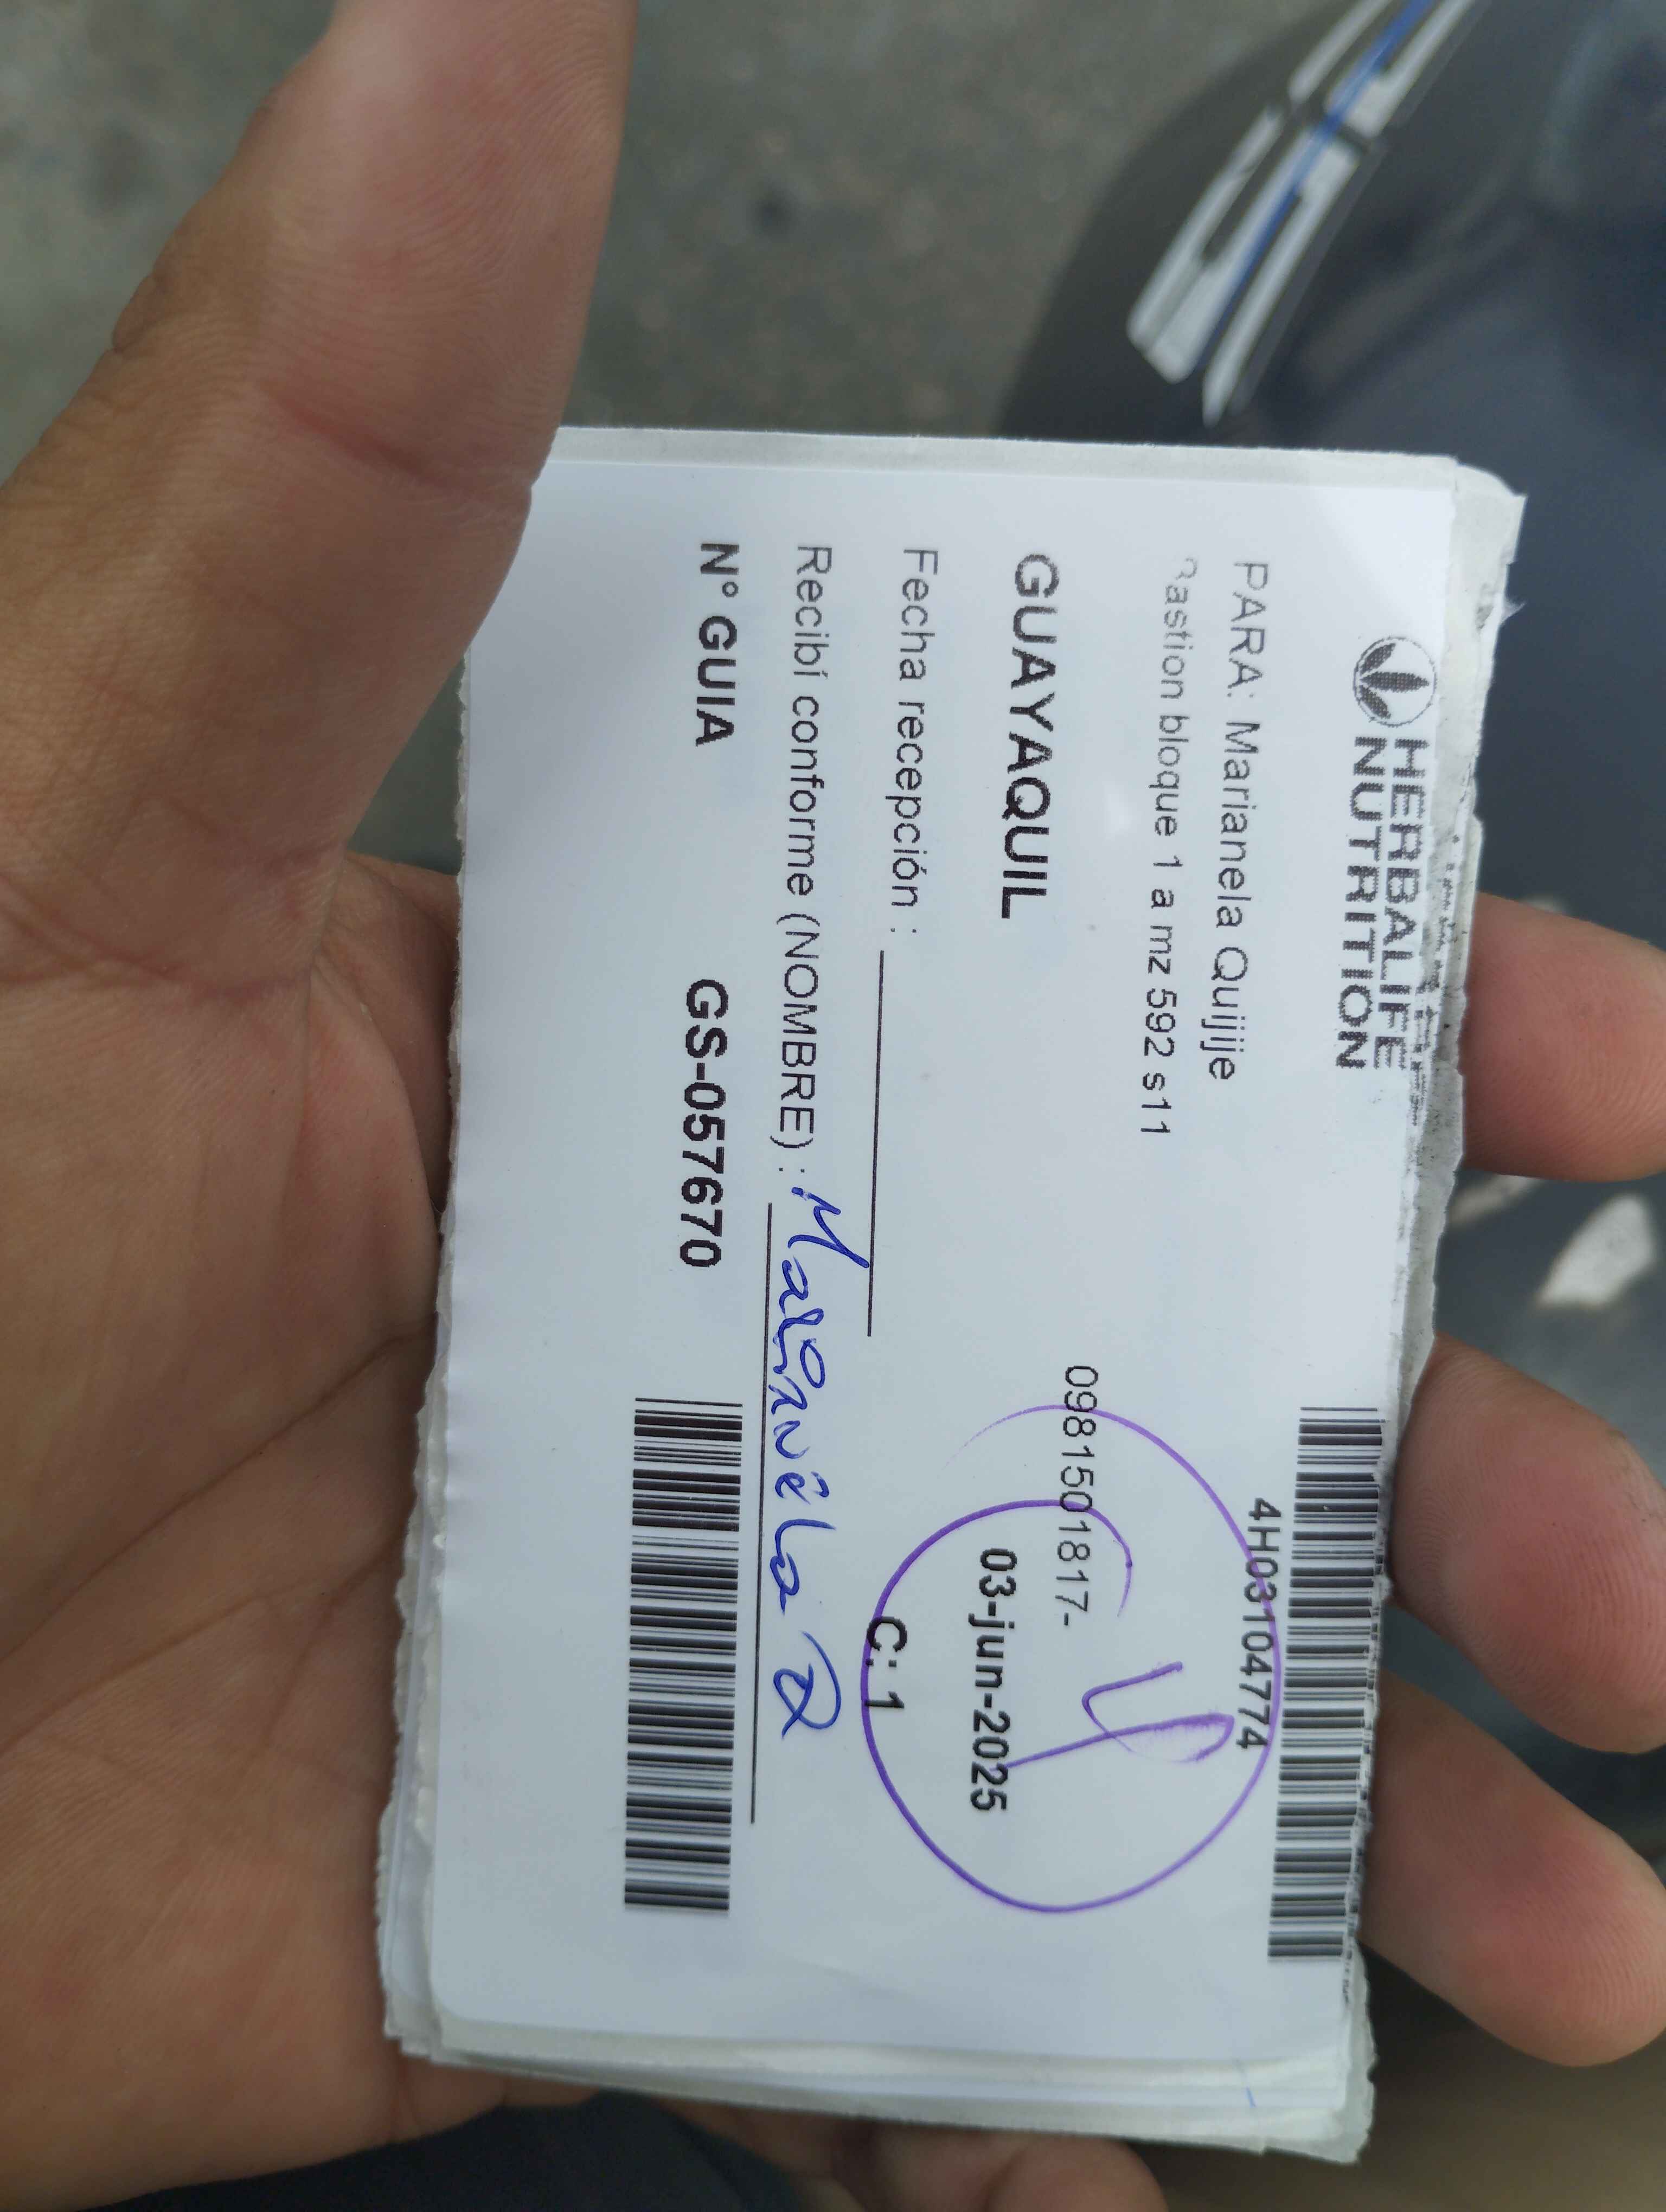 HERBALIFE
NUTRITION
4H03104774
PARA: Marianela Quijije
Bastion bloque 1 a mz 592 s11
0981501817-
GUAYAQUIL
03-jun-2025
Fecha recepción :
C: 1
Recibí conforme (NOMBRE) : Marianela Q
N° GUIA GS-057670